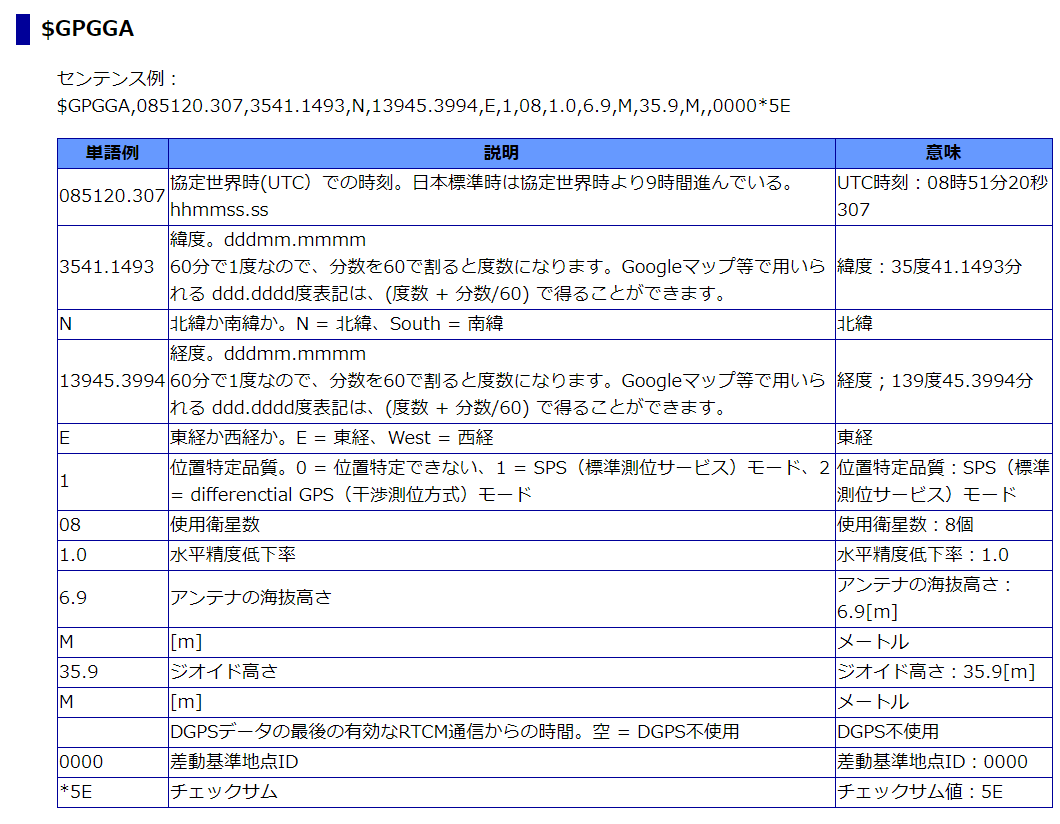 $GPGGA
センテンス例：
$GPGGA,085120.307,3541.1493,N,13945.3994,E,1,08,1.0,6.9,M,35.9,M,,0000*5E
単語例 説明 意味
085120.307 協定世界時(UTC）での時刻。日本標準時は協定世界時より9時間進んでいる。 UTC時刻：08時51分20秒
hhmmss.ss 307
3541.1493 緯度。dddmm.mmmm
60分で1度なので、分数を60で割ると度数になります。Googleマップ等で用いら 緯度：35度41.1493分
れる ddd.dddd度表記は、(度数 + 分数/60) で得ることができます。
N 北緯か南緯か。N = 北緯、South = 南緯 北緯
13945.3994 経度。dddmm.mmmm
60分で1度なので、分数を60で割ると度数になります。Googleマップ等で用いら 経度；139度45.3994分
れる ddd.dddd度表記は、(度数 + 分数/60) で得ることができます。
E 東経か西経か。E = 東経、West = 西経 東経
1 位置特定品質。0 = 位置特定できない、1 = SPS（標準測位サービス）モード、2 位置特定品質：SPS（標準
= differenctial GPS（干渉測位方式）モード 測位サービス）モード
08 使用衛星数 使用衛星数：8個
1.0 水平精度低下率 水平精度低下率：1.0
6.9 アンテナの海抜高さ アンテナの海抜高さ：
6.9[m]
M [m] メートル
35.9 ジオイド高さ ジオイド高さ：35.9[m]
M [m] メートル
DGPSデータの最後の有効なRTCM通信からの時間。空 = DGPS不使用 DGPS不使用
0000 差動基準地点ID 差動基準地点ID：0000
*5E チェックサム チェックサム値：5E